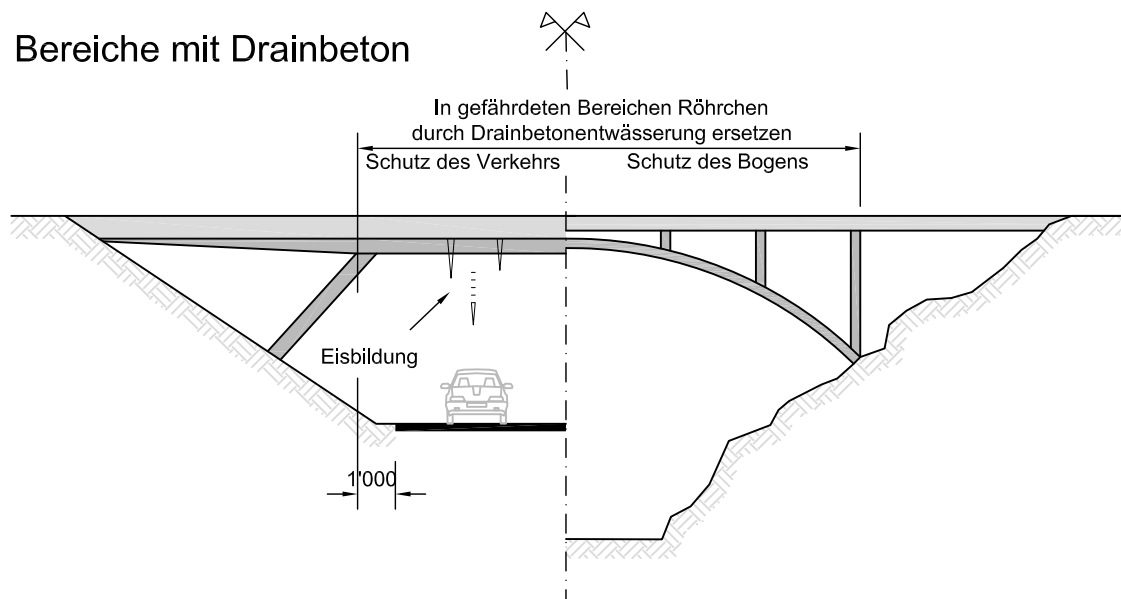 Bereiche mit Drainbeton
In gefährdeten Bereichen Röhrchen
durch Drainbetonentwässerung ersetzen
Schutz des Verkehrs
Schutz des Bogens
Eisbildung
1'000